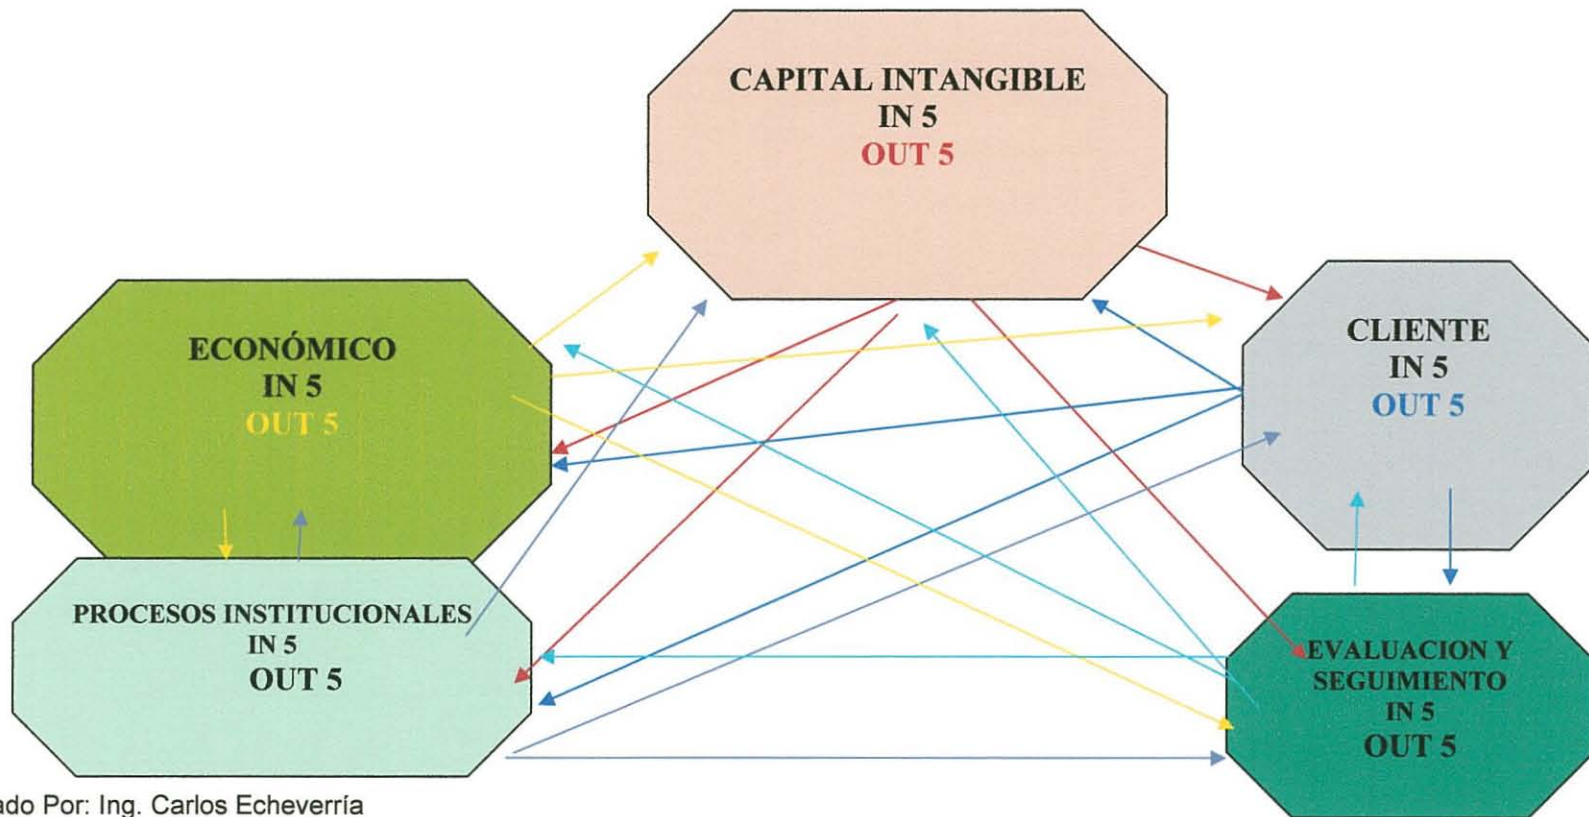 CAPITAL INTANGIBLE
IN 5
OUT 5
ECONÓMICO
IN 5
OUT 5
CLIENTE
IN 5
OUT 5
PROCESOS INSTITUCIONALES
IN 5
OUT 5
EVALUACION Y
SEGUIMIENTO
IN 5
OUT 5
ado Por: Ing. Carlos Echeverría